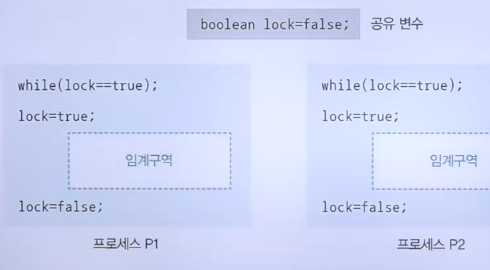 boolean lock=false; 공유 변수
while(lock==true);
lock=true;
임계구역
lock=false;
프로세스 P1
while(lock==true);
lock=true;
임계구역
lock=false;
프로세스 P2